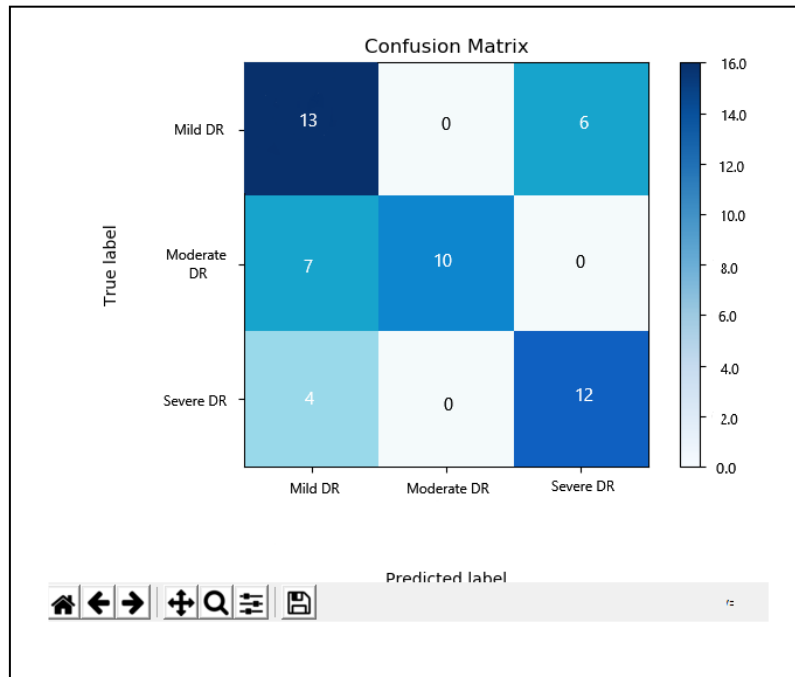 Confusion Matrix
16.0
14.0
12.0
10.0
8.0
6.0
4.0
2.0
0.0
True label
Mild DR
13 0 6
Moderate
DR
7 10 0
Severe DR
4 0 12
Mild DR Moderate DR Severe DR
Predicted label